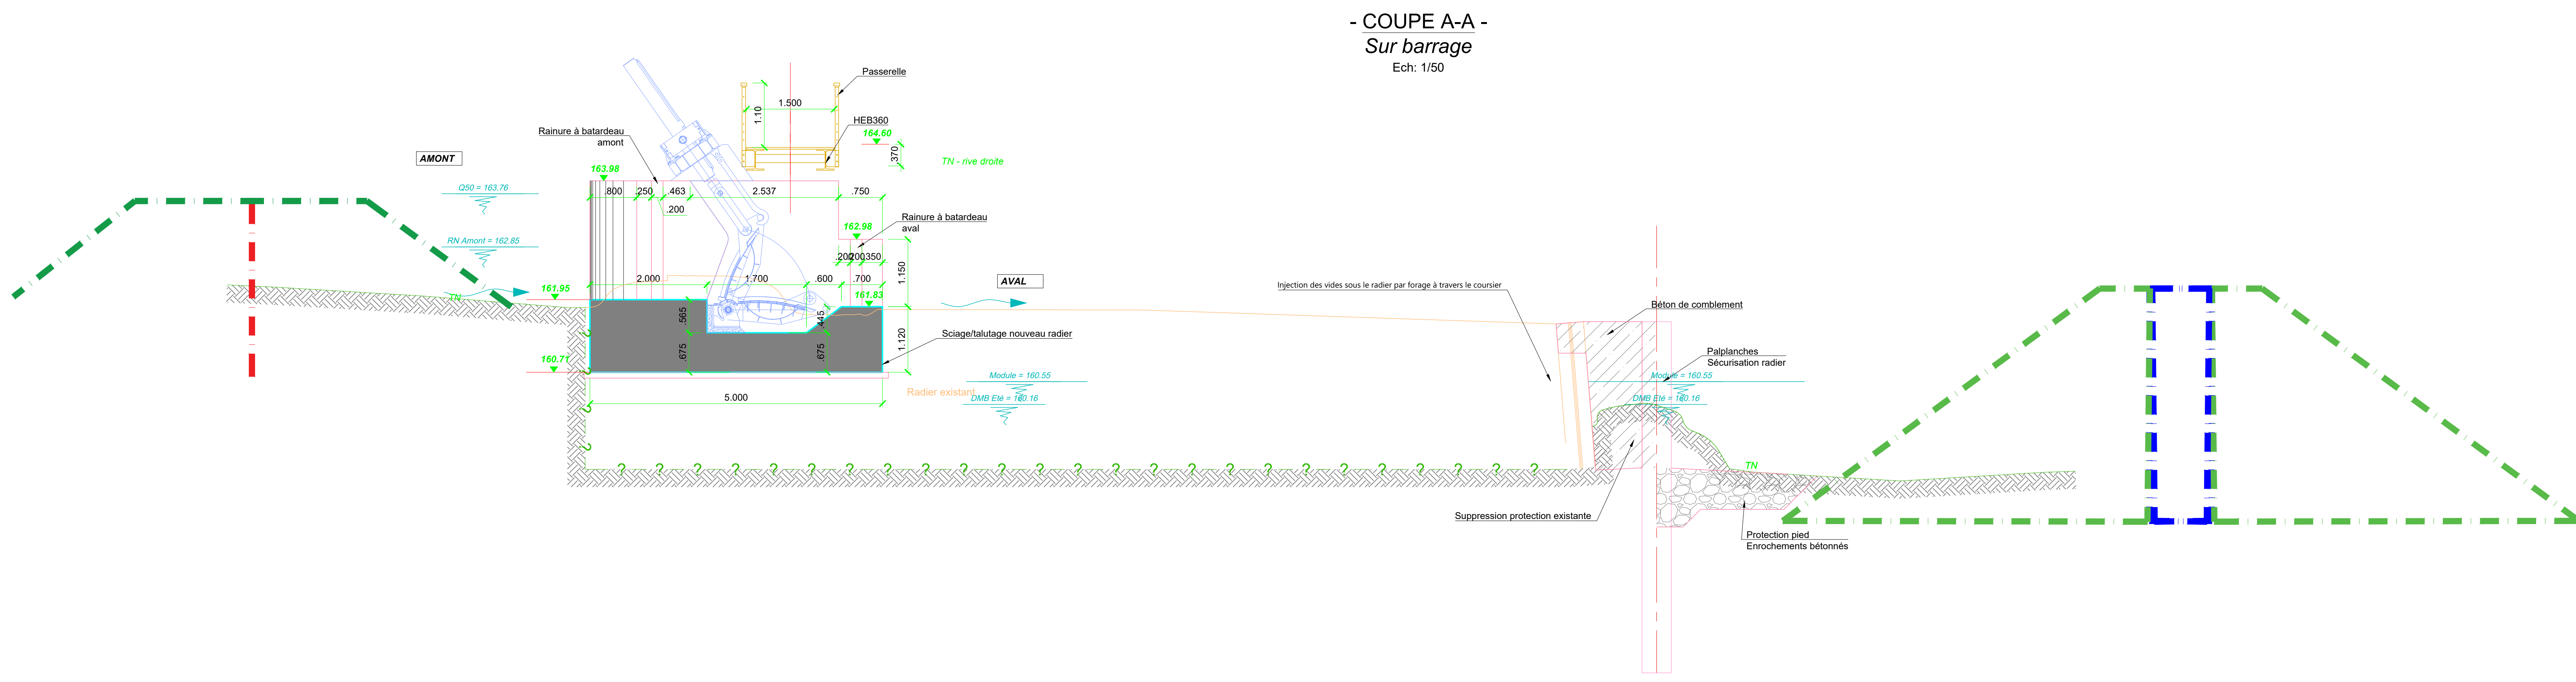 - COUPE A-A -
Sur barrage
Ech: 1/50
Passerelle
1.10
1.500
HEB360
164.60
.370
Rainure à batardeau
amont
AMONT
TN - rive droite
163.98
Q50 = 163.76
.800
.250
.463
2.537
.750
.200
Rainure à batardeau
aval
162.98
RN Amont = 162.85
.200
.200
.350
1.150
2.000
1.700
.600
.700
AVAL
161.95
161.83
TN
Injection des vides sous le radier par forage à travers le coursier
Béton de comblement
.565
.445
1.120
Sciage/talutage nouveau radier
.675
.675
160.71
Palplanches
Sécurisation radier
Module = 160.55
Module = 160.55
Radier existant
5.000
DMB Eté = 160.16
DMB Eté = 160.16
?
?
?
?
? ? ? ? ? ? ? ? ? ? ? ? ? ? ? ? ? ? ? ? ? ? ? ? ?
TN
Suppression protection existante
Protection pied
Enrochements bétonnés